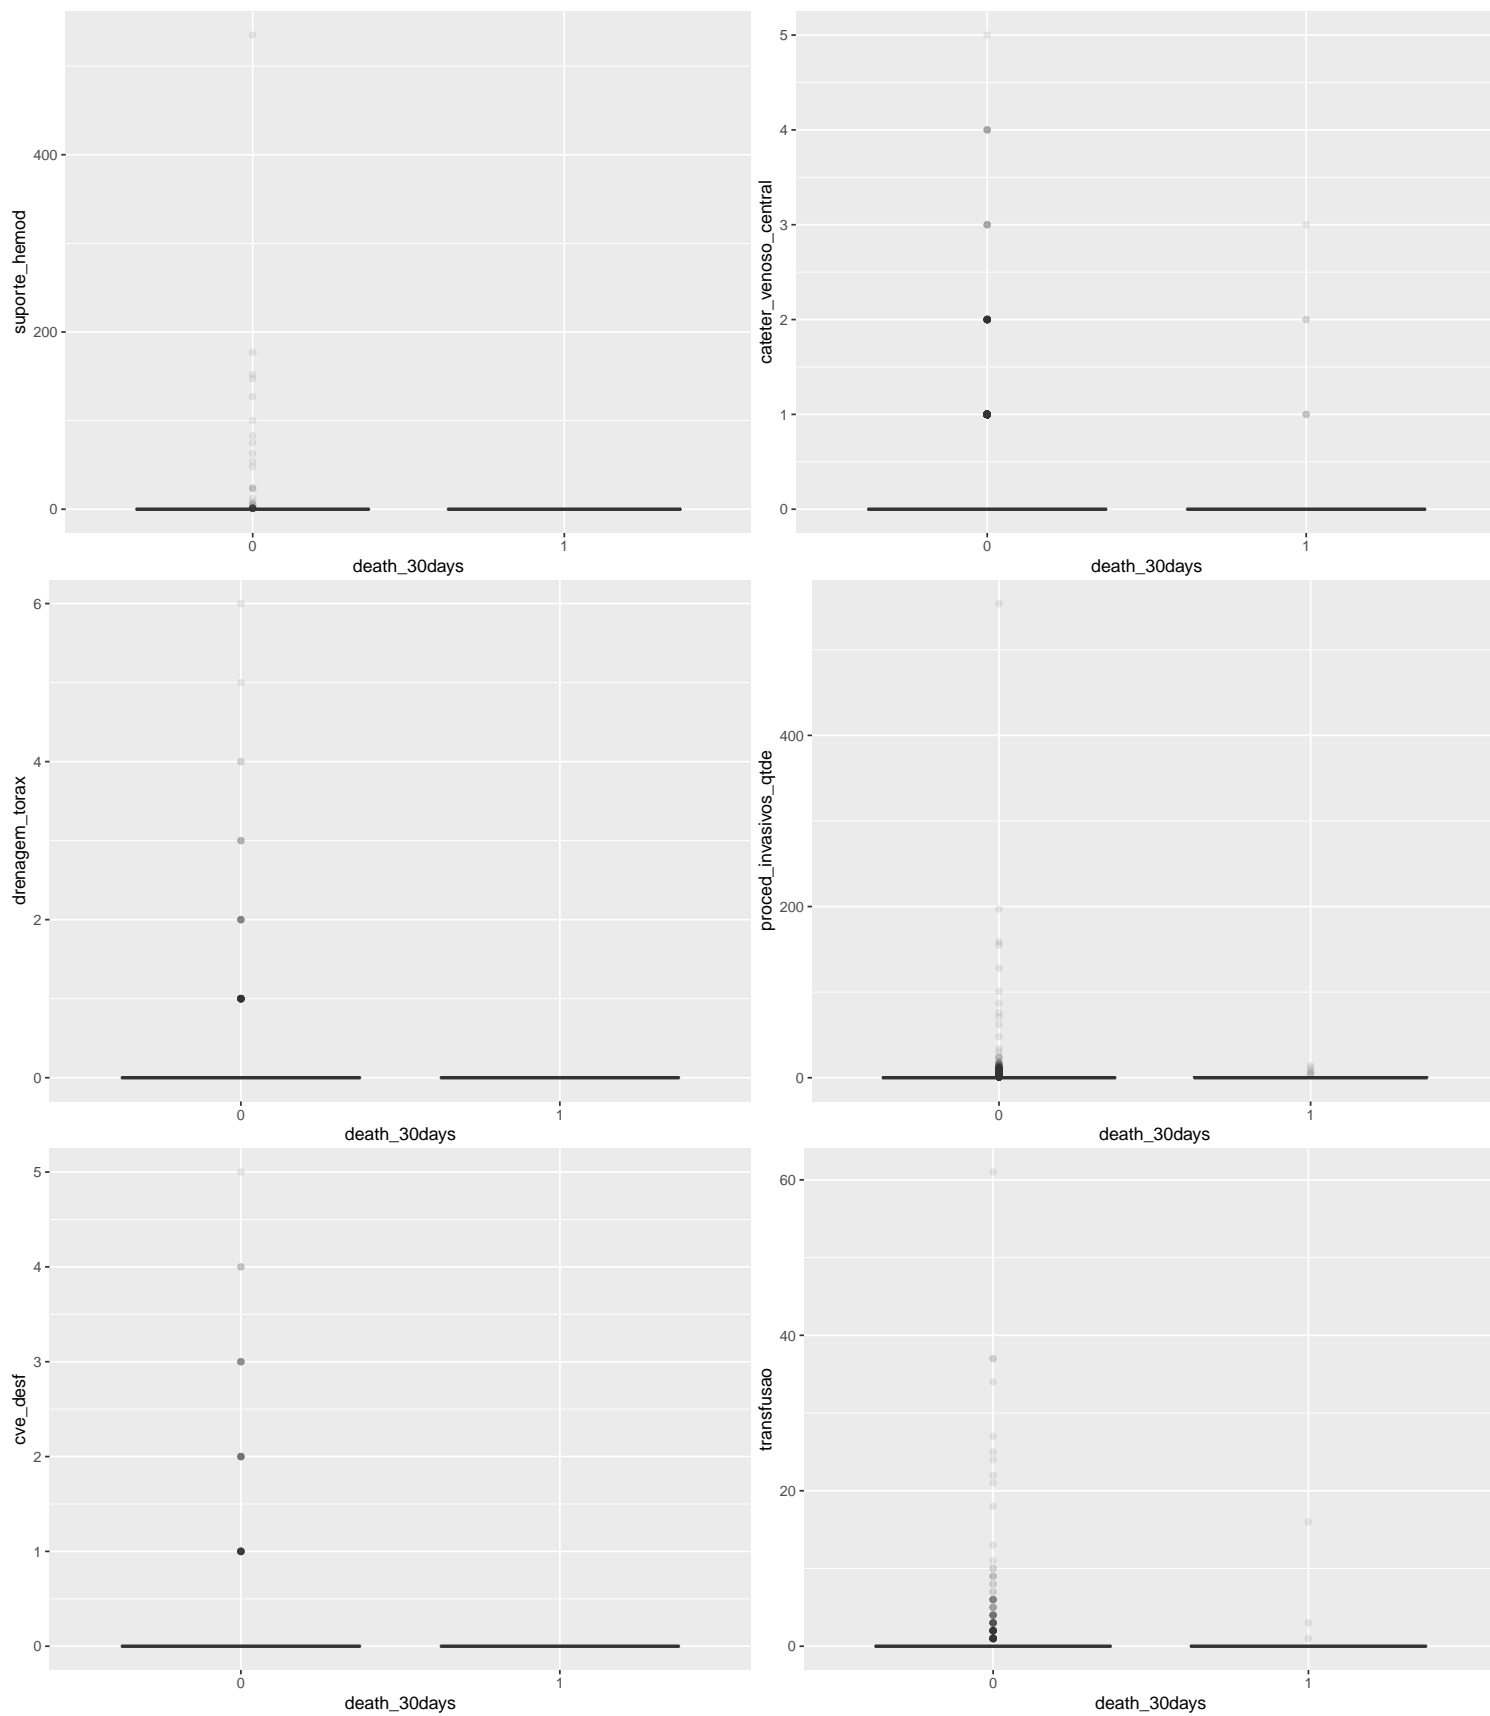 suporte_hemod
400
200
0
0 1
death_30days
cateter_venoso_central
5
4
3
2
1
0
0 1
death_30days
drenagem_torax
6
4
2
0
0 1
death_30days
proced_invasivos_qtde
400
200
0
0 1
death_30days
cve_desf
5
4
3
2
1
0
0 1
death_30days
transfusao
60
40
20
0
0 1
death_30days